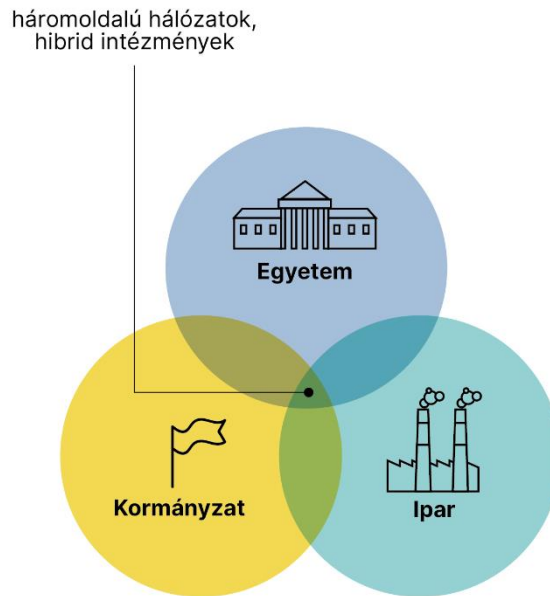 háromoldalú hálózatok,
hibrid intézmények
Egyetem
Kormányzat
Ipar